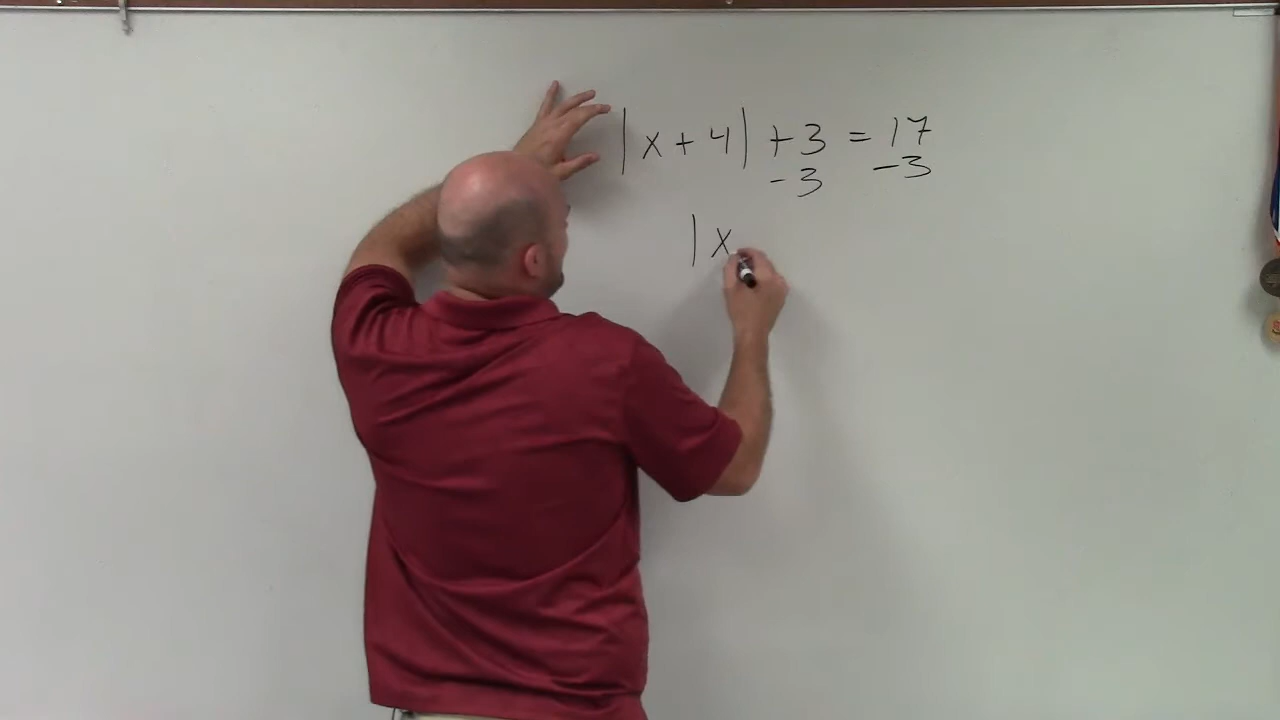 |x + 4| + 3 = 17
- 3 - 3
| x